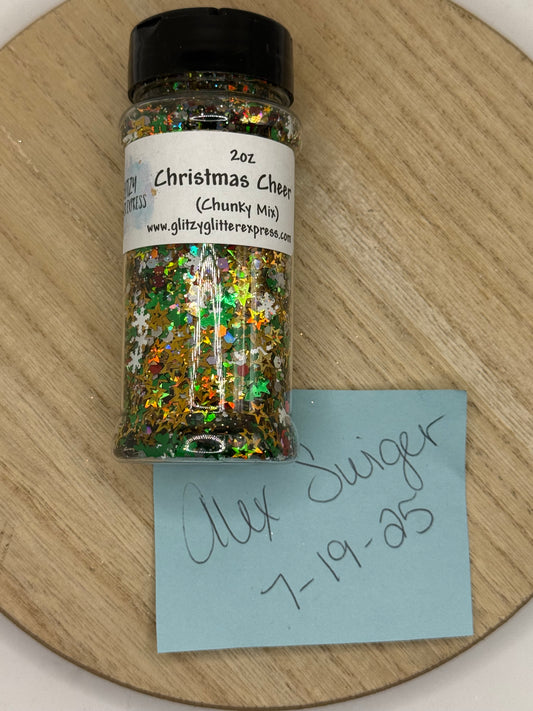 2oz
Christmas Cheer
(Chunky Mix)
www.glitzyglitterexpress.com
Alex Swiger
7-19-25